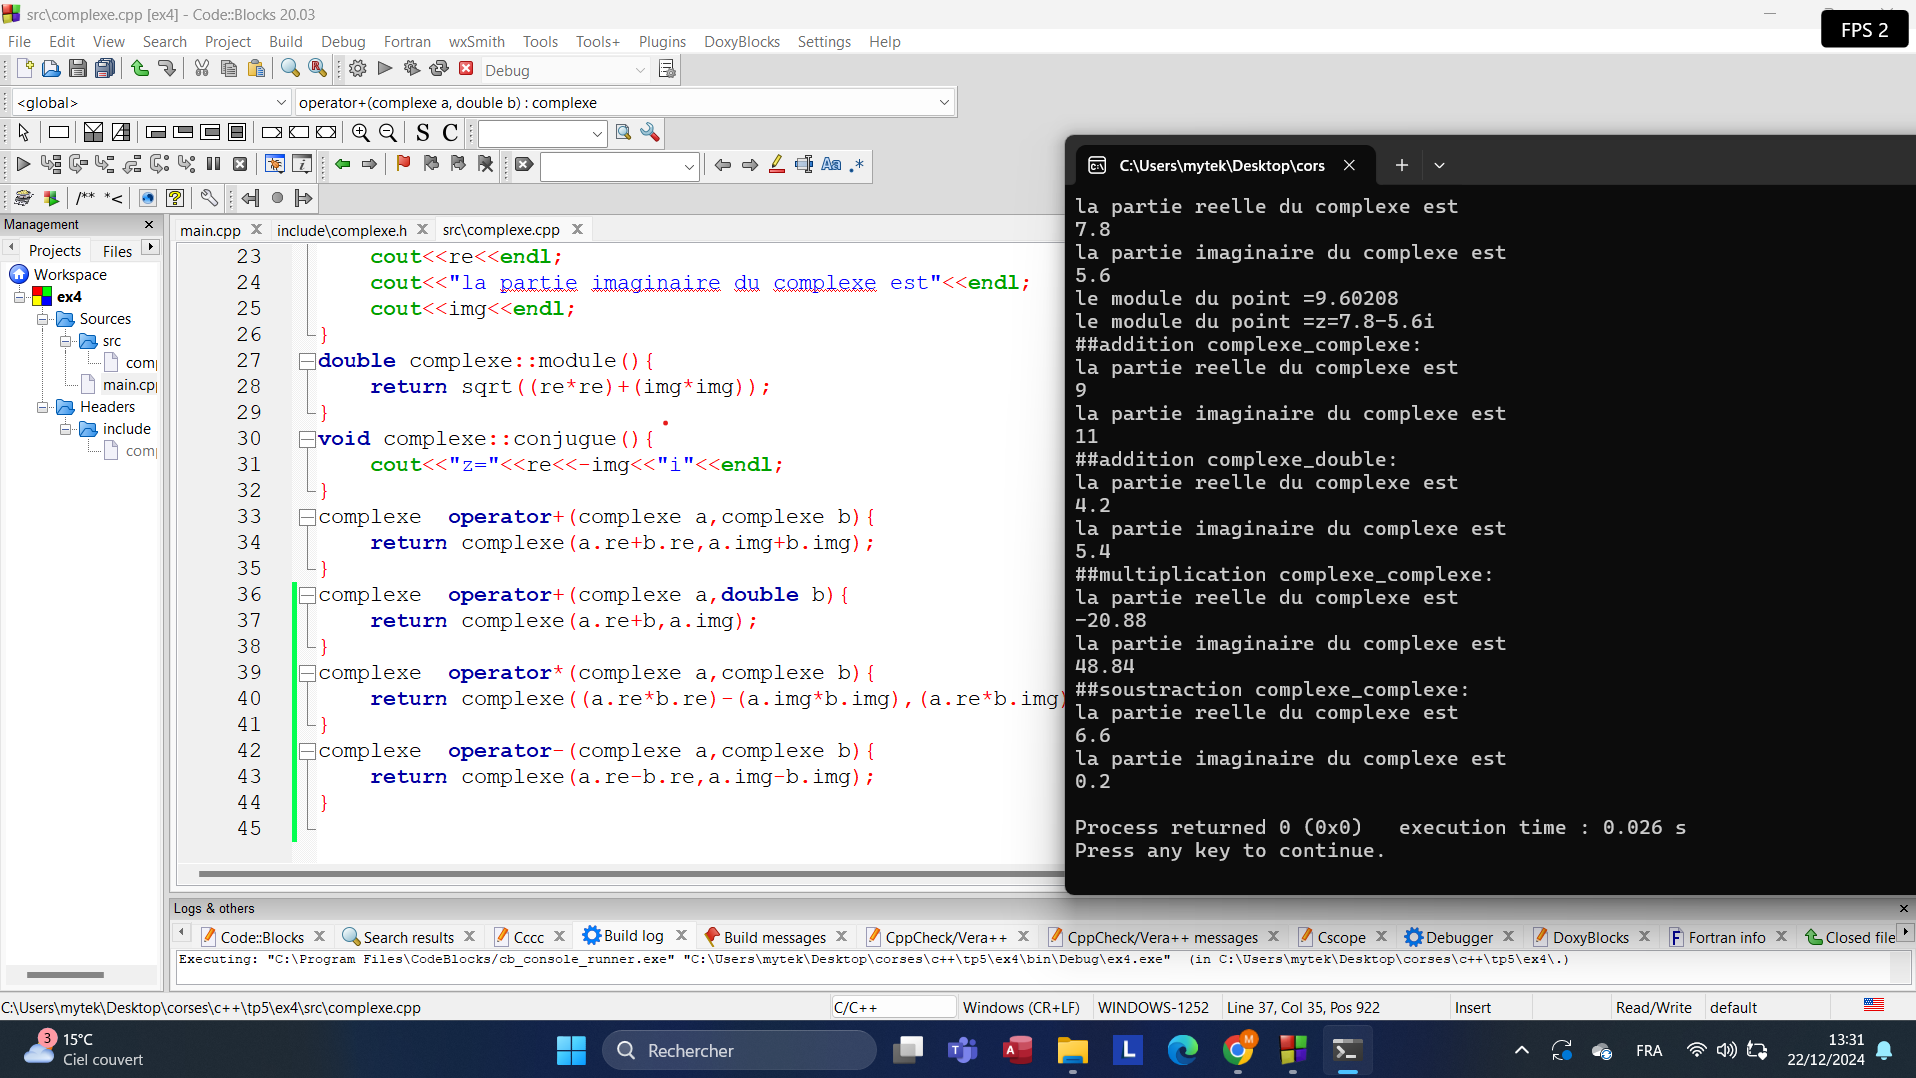 src\complexe.cpp [ex4] - Code::Blocks 20.03
FPS 2
File Edit View Search Project Build Debug Fortran wxSmith Tools Tools+ Plugins DoxyBlocks Settings Help
Debug
<global>
operator+(complexe a, double b) : complexe
S C
/** *<
Aa .*
Management
Projects Files
Workspace
ex4
Sources
src
comp
main.cpp
Headers
include
comp
main.cpp
include\complexe.h
src\complexe.cpp
23 cout<<re<<endl;
24 cout<<"la partie imaginaire du complexe est"<<endl;
25 cout<<img<<endl;
26 }
27 double complexe::module(){
28 return sqrt((re*re)+(img*img));
29 }
30 void complexe::conjugue(){
31 cout<<"z="<<re<<-img<<"i"<<endl;
32 }
33 complexe  operator+(complexe a,complexe b){
34 return complexe(a.re+b.re,a.img+b.img);
35 }
36 complexe  operator+(complexe a,double b){
37 return complexe(a.re+b,a.img);
38 }
39 complexe  operator*(complexe a,complexe b){
40 return complexe((a.re*b.re)-(a.img*b.img),(a.re*b.img)
41 }
42 complexe  operator-(complexe a,complexe b){
43 return complexe(a.re-b.re,a.img-b.img);
44 }
45
C:\Users\mytek\Desktop\cors
la partie reelle du complexe est
7.8
la partie imaginaire du complexe est
5.6
le module du point =9.60208
le module du point =z=7.8-5.6i
##addition complexe_complexe:
la partie reelle du complexe est
9
la partie imaginaire du complexe est
11
##addition complexe_double:
la partie reelle du complexe est
4.2
la partie imaginaire du complexe est
5.4
##multiplication complexe_complexe:
la partie reelle du complexe est
-20.88
la partie imaginaire du complexe est
48.84
##soustraction complexe_complexe:
la partie reelle du complexe est
6.6
la partie imaginaire du complexe est
0.2
Process returned 0 (0x0)   execution time : 0.026 s
Press any key to continue.
Logs & others
Code::Blocks Search results Cccc Build log Build messages CppCheck/Vera++ CppCheck/Vera++ messages Cscope Debugger DoxyBlocks Fortran info Closed file
Executing: "C:\Program Files\CodeBlocks/cb_console_runner.exe" "C:\Users\mytek\Desktop\corses\c++\tp5\ex4\bin\Debug\ex4.exe"  (in C:\Users\mytek\Desktop\corses\c++\tp5\ex4\.)
C:\Users\mytek\Desktop\corses\c++\tp5\ex4\src\complexe.cpp
C/C++
Windows (CR+LF)
WINDOWS-1252
Line 37, Col 35, Pos 922
Insert
Read/Write
default
3
15°C
Ciel couvert
Rechercher
A
L
M
FRA
13:31
22/12/2024